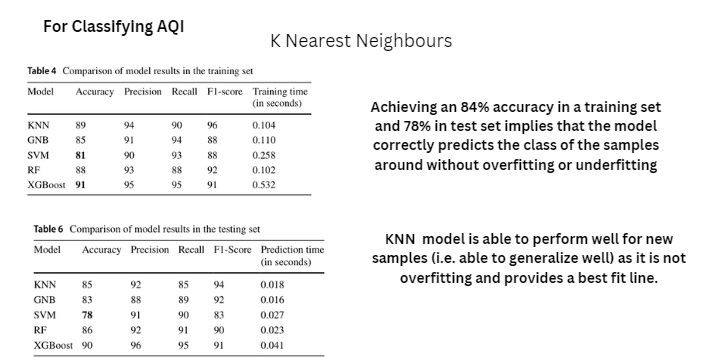 For Classifying AQI
K Nearest Neighbours
Table 4 Comparison of model results in the training set
Model Accuracy Precision Recall F1-score Training time
(in seconds)
KNN 89 94 90 96 0.104
GNB 85 91 94 88 0.110
SVM 81 90 93 88 0.258
RF 88 93 88 92 0.102
XGBoost 91 95 95 91 0.532
Achieving an 84% accuracy in a training set
and 78% in test set implies that the model
correctly predicts the class of the samples
around without overfitting or underfitting
Table 6 Comparison of model results in the testing set
Model Accuracy Precision Recall F1-Score Prediction time
(in seconds)
KNN 85 92 85 94 0.018
GNB 83 88 89 92 0.016
SVM 78 91 90 83 0.027
RF 86 92 91 90 0.023
XGBoost 90 96 95 91 0.041
KNN model is able to perform well for new
samples (i.e. able to generalize well) as it is not
overfitting and provides a best fit line.